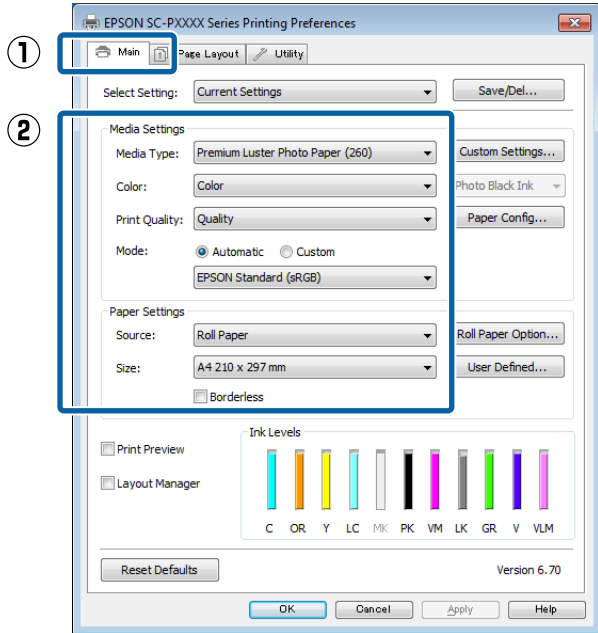 EPSON SC-PXXXX Series Printing Preferences
1
Main Page Layout Utility
Select Setting: Current Settings Save/Del...
2
Media Settings
Media Type: Premium Luster Photo Paper (260) Custom Settings...
Color: Color Photo Black Ink
Print Quality: Quality Paper Config...
Mode: Automatic Custom
EPSON Standard (sRGB)
Paper Settings
Source: Roll Paper Roll Paper Option...
Size: A4 210 x 297 mm User Defined...
Borderless
Ink Levels
Print Preview
Layout Manager
C OR Y LC MK PK VM LK GR V VLM
Reset Defaults Version 6.70
OK Cancel Apply Help